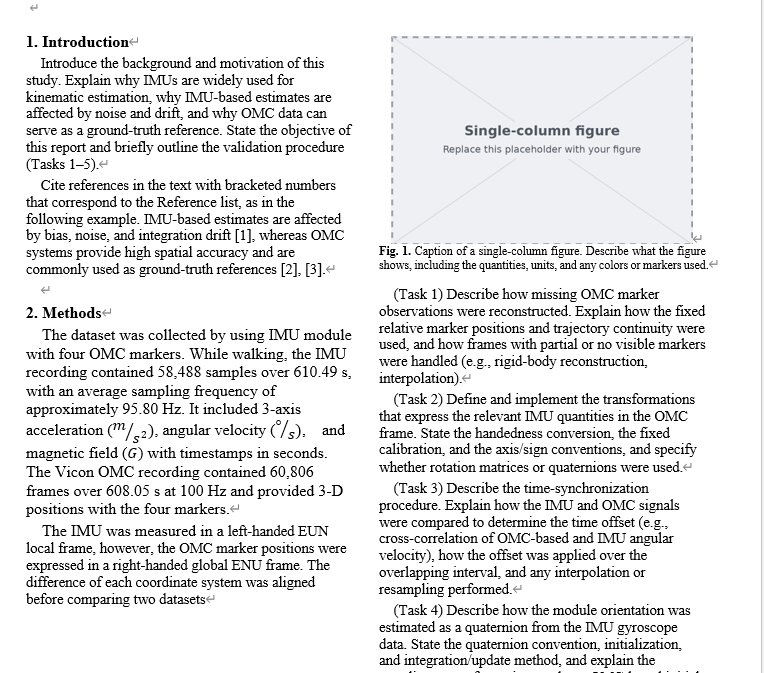 1. Introduction
Introduce the background and motivation of this
study. Explain why IMUs are widely used for
kinematic estimation, why IMU-based estimates are
affected by noise and drift, and why OMC data can
serve as a ground-truth reference. State the objective of
this report and briefly outline the validation procedure
(Tasks 1–5).
Cite references in the text with bracketed numbers
that correspond to the Reference list, as in the
following example. IMU-based estimates are affected
by bias, noise, and integration drift [1], whereas OMC
systems provide high spatial accuracy and are
commonly used as ground-truth references [2], [3].
2. Methods
The dataset was collected by using IMU module
with four OMC markers. While walking, the IMU
recording contained 58,488 samples over 610.49 s,
with an average sampling frequency of
approximately 95.80 Hz. It included 3-axis
acceleration (m/s2), angular velocity (°/s), and
magnetic field (G) with timestamps in seconds.
The Vicon OMC recording contained 60,806
frames over 608.05 s at 100 Hz and provided 3-D
positions with the four markers.
The IMU was measured in a left-handed EUN
local frame, however, the OMC marker positions were
expressed in a right-handed global ENU frame. The
difference of each coordinate system was aligned
before comparing two datasets
Single-column figure
Replace this placeholder with your figure
Fig. 1. Caption of a single-column figure. Describe what the figure
shows, including the quantities, units, and any colors or markers used.
(Task 1) Describe how missing OMC marker
observations were reconstructed. Explain how the fixed
relative marker positions and trajectory continuity were
used, and how frames with partial or no visible markers
were handled (e.g., rigid-body reconstruction,
interpolation).
(Task 2) Define and implement the transformations
that express the relevant IMU quantities in the OMC
frame. State the handedness conversion, the fixed
calibration, and the axis/sign conventions, and specify
whether rotation matrices or quaternions were used.
(Task 3) Describe the time-synchronization
procedure. Explain how the IMU and OMC signals
were compared to determine the time offset (e.g.,
cross-correlation of OMC-based and IMU angular
velocity), how the offset was applied over the
overlapping interval, and any interpolation or
resampling performed.
(Task 4) Describe how the module orientation was
estimated as a quaternion from the IMU gyroscope
data. State the quaternion convention, initialization,
and integration/update method, and explain the